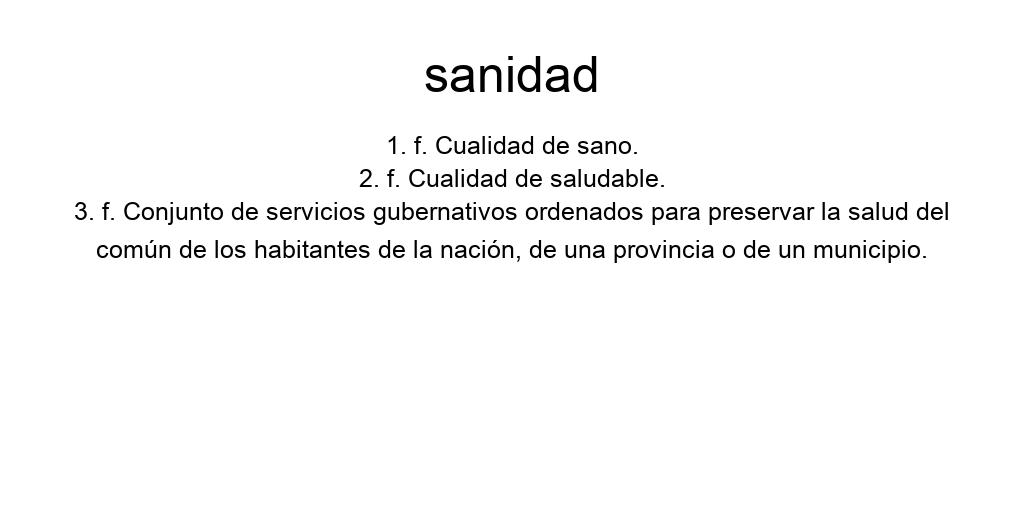 sanidad
1. f. Cualidad de sano.
2. f. Cualidad de saludable.
3. f. Conjunto de servicios gubernativos ordenados para preservar la salud del
común de los habitantes de la nación, de una provincia o de un municipio.